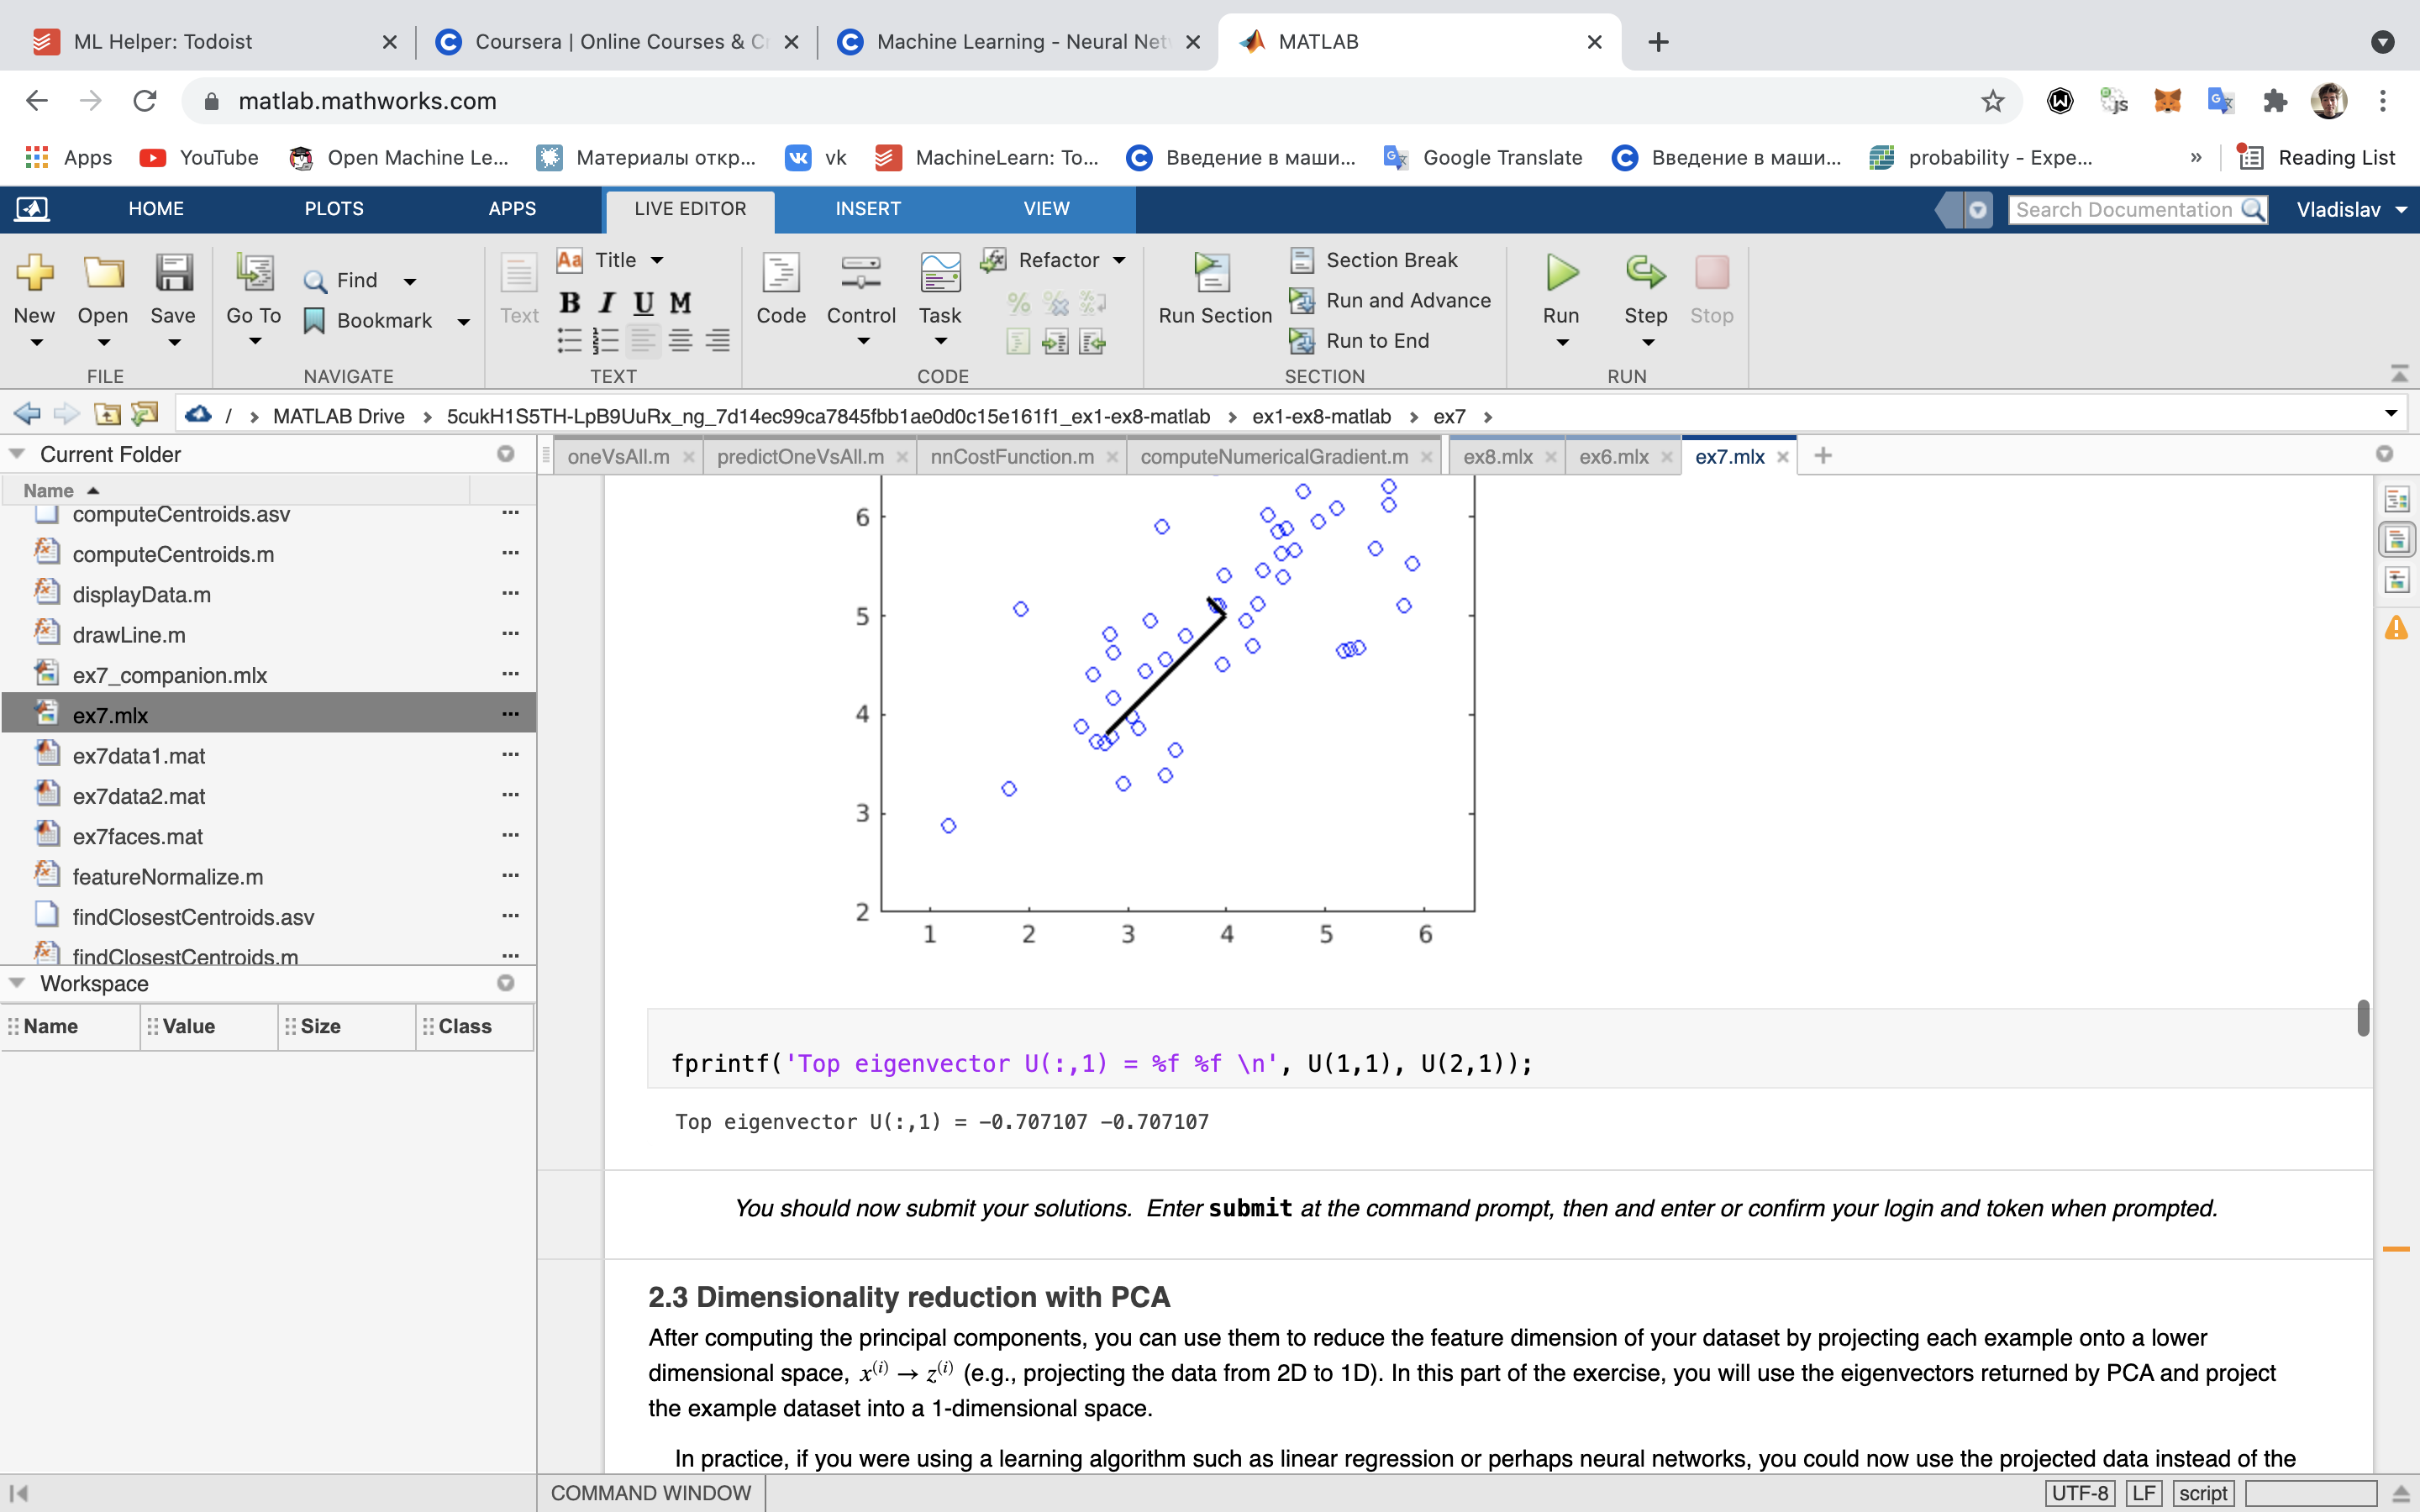 ML Helper: Todoist
Coursera | Online Courses & Cr
Machine Learning - Neural Net
MATLAB
matlab.mathworks.com
Apps YouTube Open Machine Le... Материалы откр... vk MachineLearn: To... Введение в маши... Google Translate Введение в маши... probability - Expe... » Reading List
HOME PLOTS APPS LIVE EDITOR INSERT VIEW Search Documentation Vladislav
New Open Save Go To Find Bookmark Text Aa Title B I U M Code Control Task Refactor Run Section Section Break Run and Advance Run to End Run Step Stop
FILE NAVIGATE TEXT CODE SECTION RUN
/ › MATLAB Drive › 5cukH1S5TH-LpB9UuRx_ng_7d14ec99ca7845fbb1ae0d0c15e161f1_ex1-ex8-matlab › ex1-ex8-matlab › ex7 ›
Current Folder
Name
computeCentroids.asv
computeCentroids.m
displayData.m
drawLine.m
ex7_companion.mlx
ex7.mlx
ex7data1.mat
ex7data2.mat
ex7faces.mat
featureNormalize.m
findClosestCentroids.asv
findClosestCentroids.m
Workspace
Name Value Size Class
oneVsAll.m predictOneVsAll.m nnCostFunction.m computeNumericalGradient.m ex8.mlx ex6.mlx ex7.mlx
6
5
4
3
2
1 2 3 4 5 6
fprintf('Top eigenvector U(:,1) = %f %f \n', U(1,1), U(2,1));
Top eigenvector U(:,1) = -0.707107 -0.707107
You should now submit your solutions. Enter submit at the command prompt, then and enter or confirm your login and token when prompted.
2.3 Dimensionality reduction with PCA
After computing the principal components, you can use them to reduce the feature dimension of your dataset by projecting each example onto a lower
dimensional space, x⁽ⁱ⁾ → z⁽ⁱ⁾ (e.g., projecting the data from 2D to 1D). In this part of the exercise, you will use the eigenvectors returned by PCA and project
the example dataset into a 1-dimensional space.
In practice, if you were using a learning algorithm such as linear regression or perhaps neural networks, you could now use the projected data instead of the
COMMAND WINDOW
UTF-8 LF script